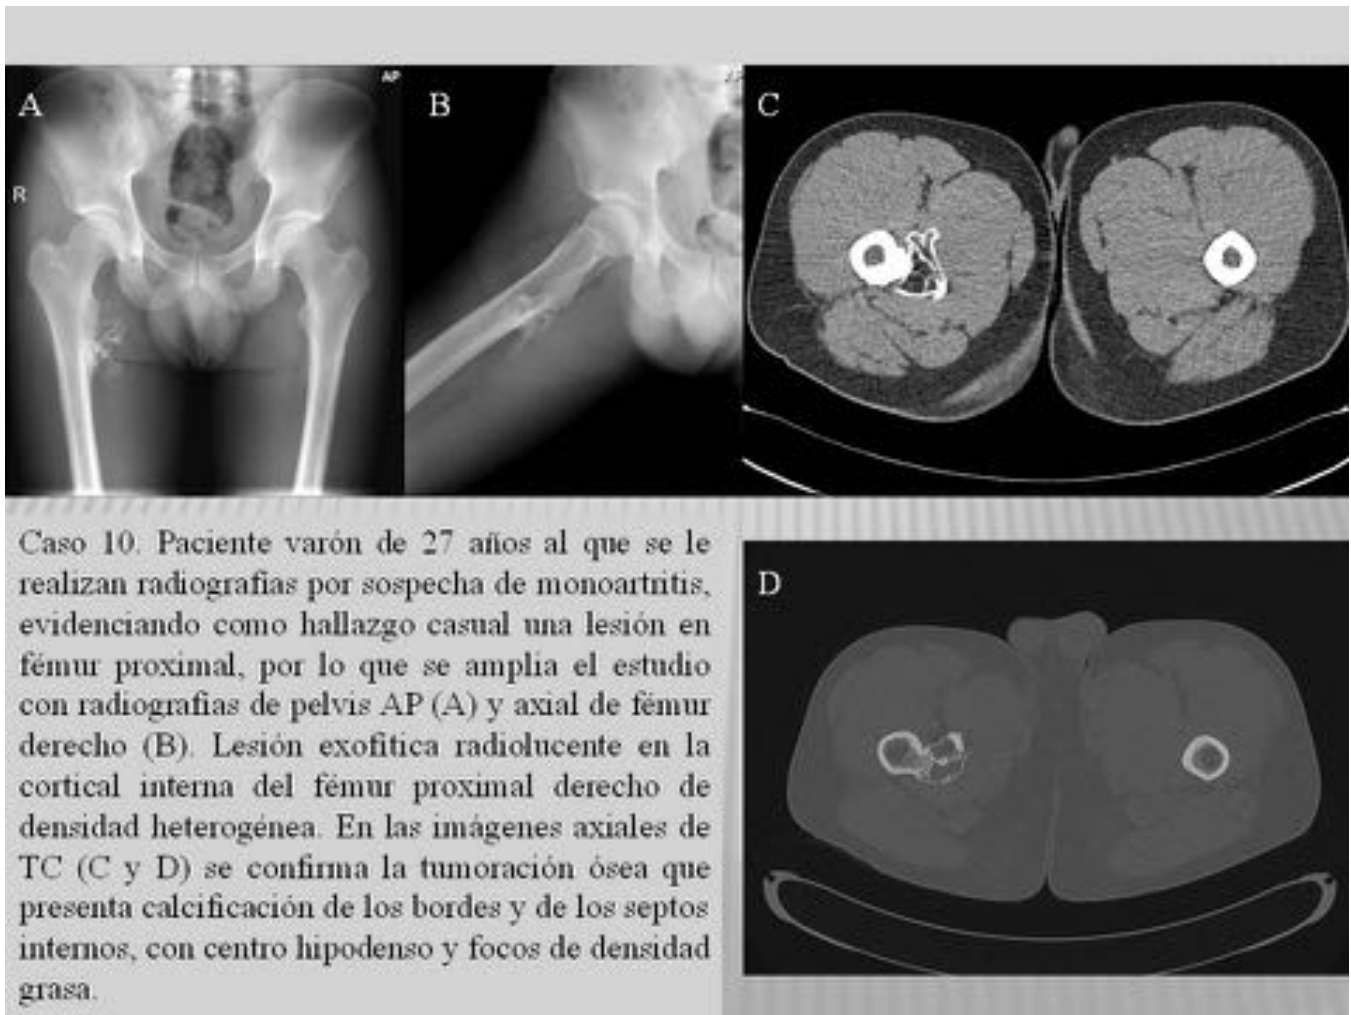 A
AP
R
B
C
Caso 10. Paciente varón de 27 años al que se le
realizan radiografías por sospecha de monoartritis,
evidenciando como hallazgo casual una lesión en
fémur proximal, por lo que se amplia el estudio
con radiografias de pelvis AP (A) y axial de fémur
derecho (B). Lesión exofítica radiolucente en la
cortical interna del fémur proximal derecho de
densidad heterogénea. En las imágenes axiales de
TC (C y D) se confirma la tumoración ósea que
presenta calcificación de los bordes y de los septos
internos, con centro hipodenso y focos de densidad
grasa.
D